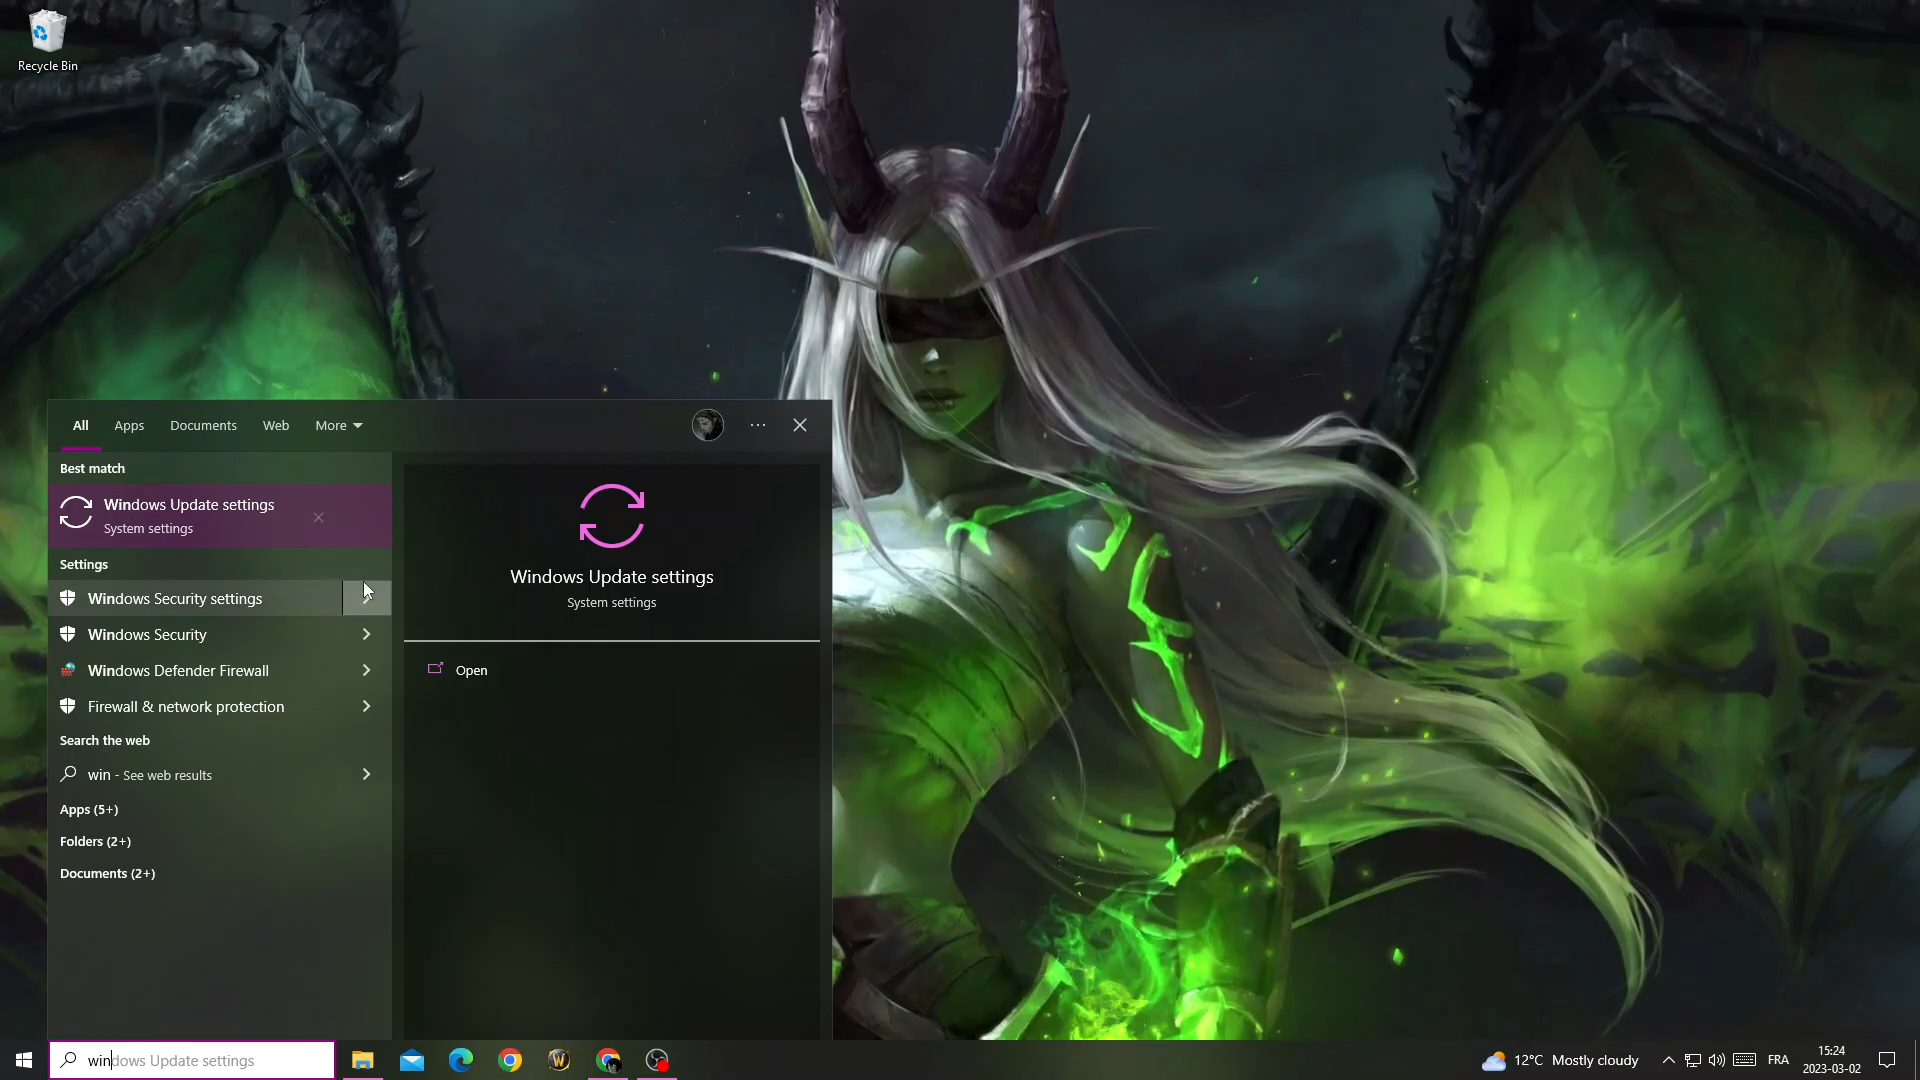 Recycle Bin
All Apps Documents Web More
Best match
Windows Update settings
System settings
Settings
Windows Security settings
Windows Security
Windows Defender Firewall
Firewall & network protection
Search the web
win - See web results
Apps (5+)
Folders (2+)
Documents (2+)
Windows Update settings
System settings
Open
windows Update settings
12°C Mostly cloudy
FRA
15:24
2023-03-02